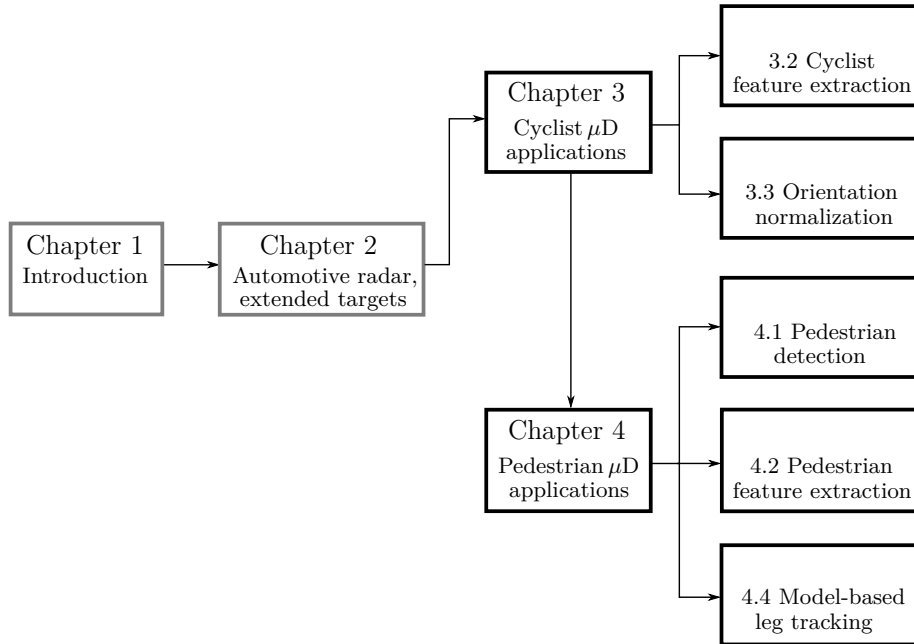 Chapter 1
Introduction
Chapter 2
Automotive radar,
extended targets
Chapter 3
Cyclist μD
applications
3.2 Cyclist
feature extraction
3.3 Orientation
normalization
Chapter 4
Pedestrian μD
applications
4.1 Pedestrian
detection
4.2 Pedestrian
feature extraction
4.4 Model-based
leg tracking